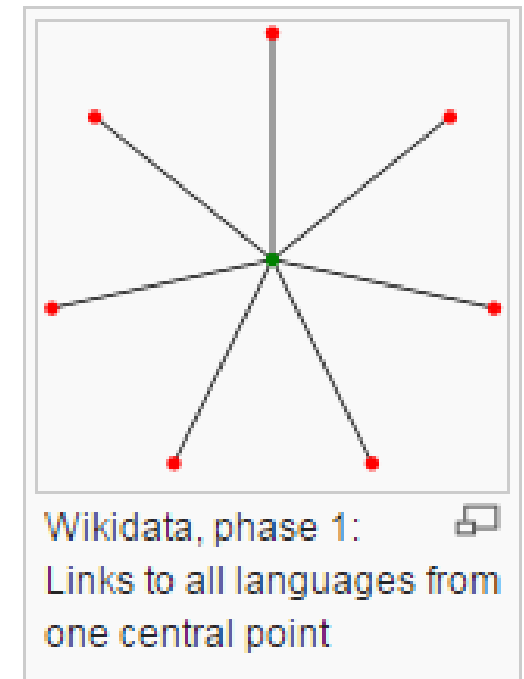 Wikidata, phase 1:
Links to all languages from
one central point